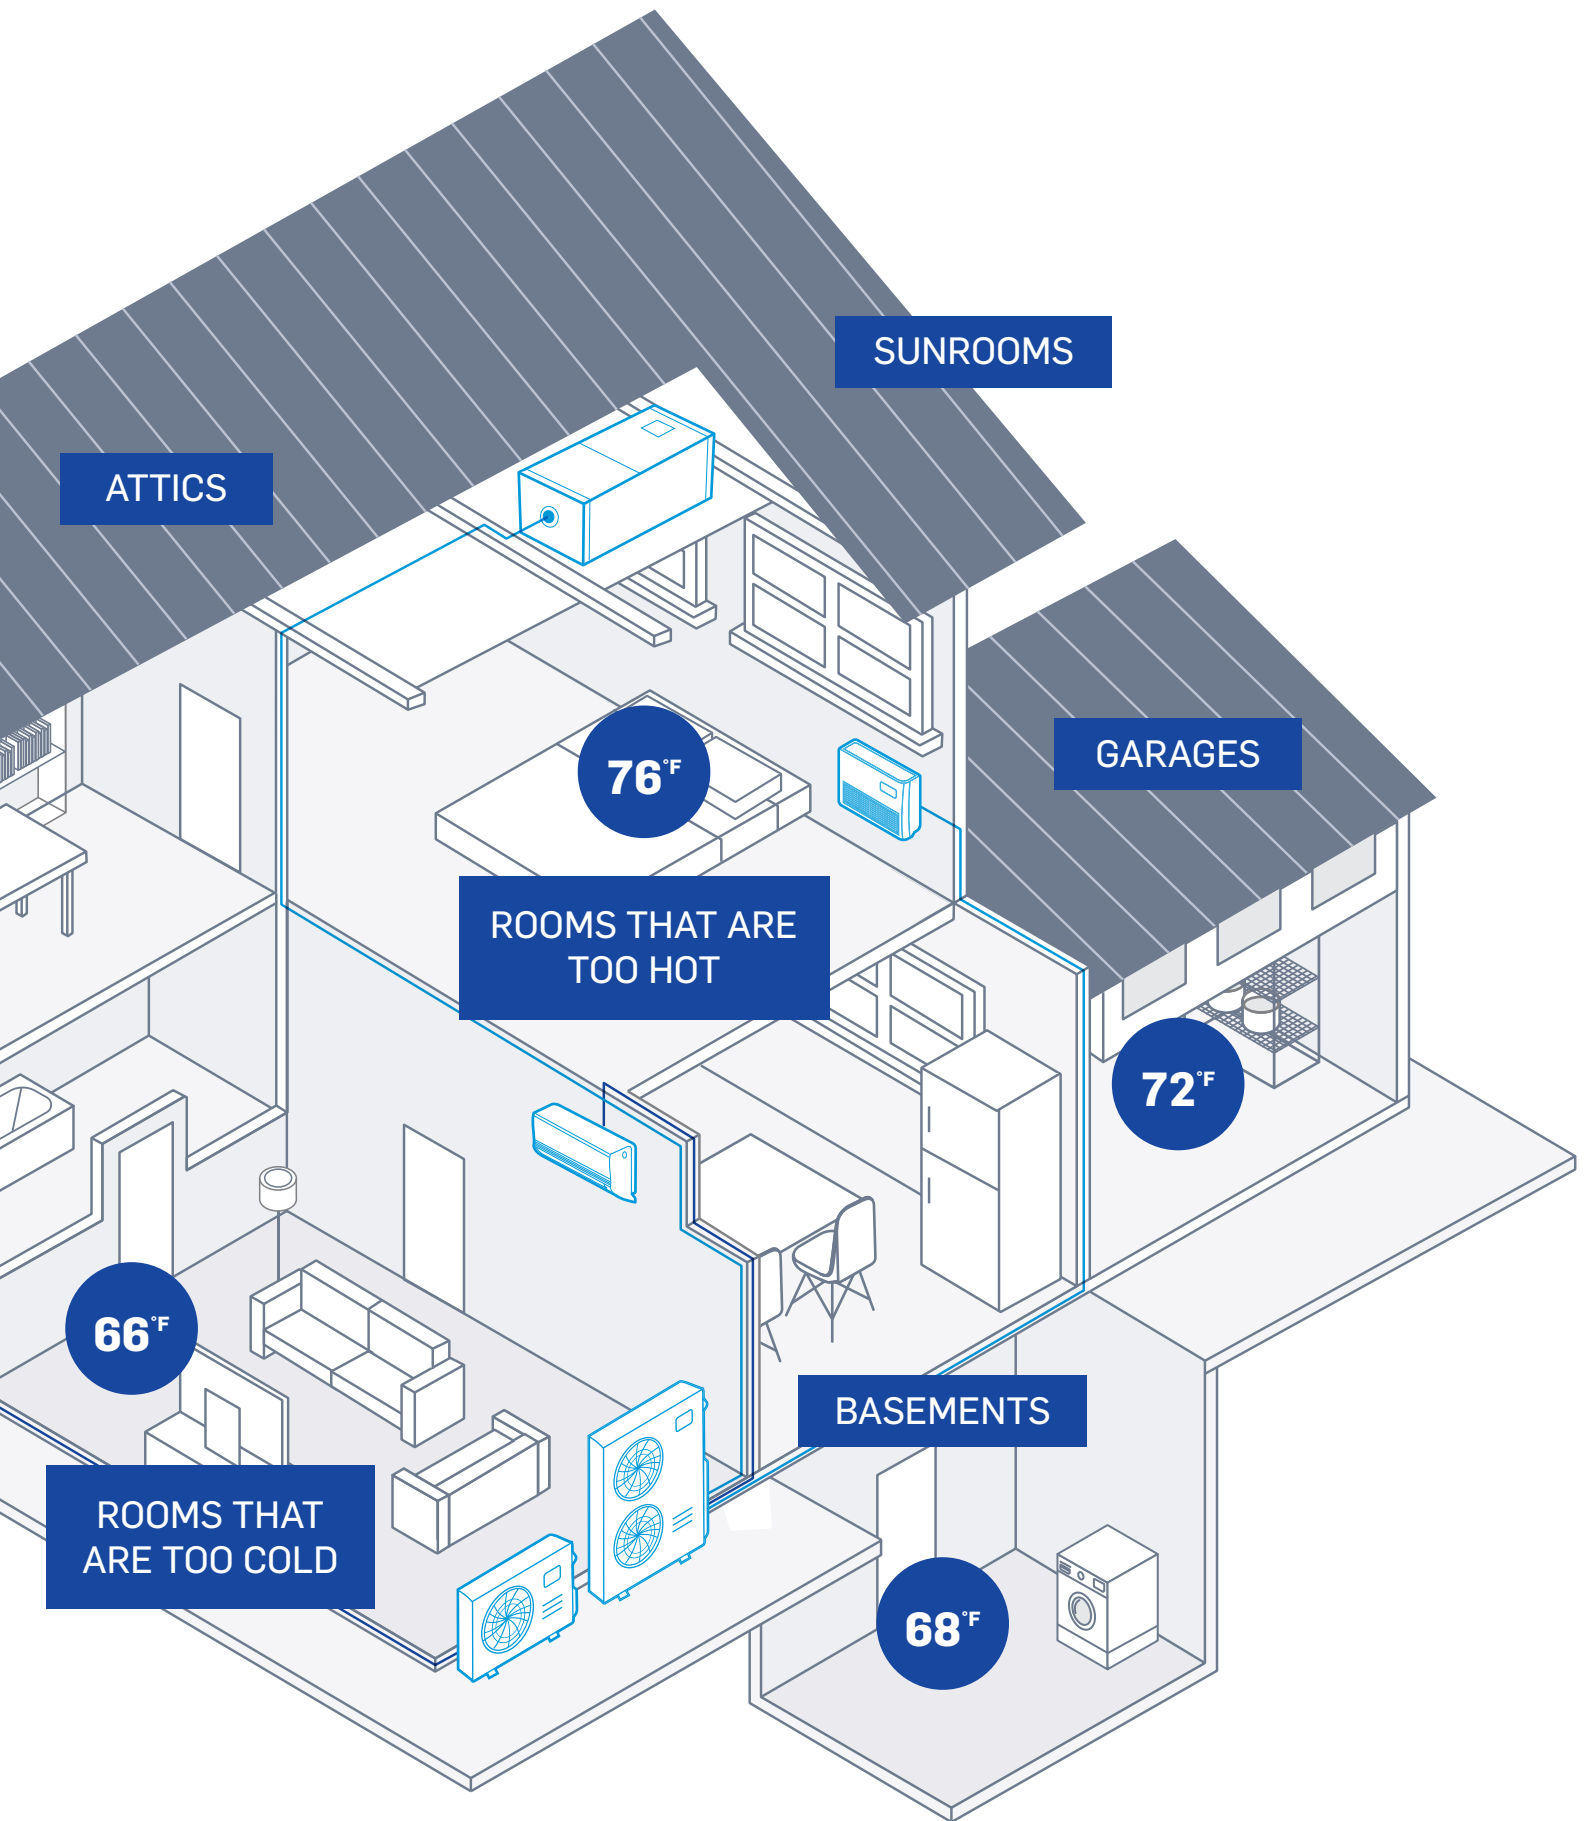 SUNROOMS
ATTICS
GARAGES
76°F
ROOMS THAT ARE
TOO HOT
72°F
66°F
BASEMENTS
ROOMS THAT
ARE TOO COLD
68°F